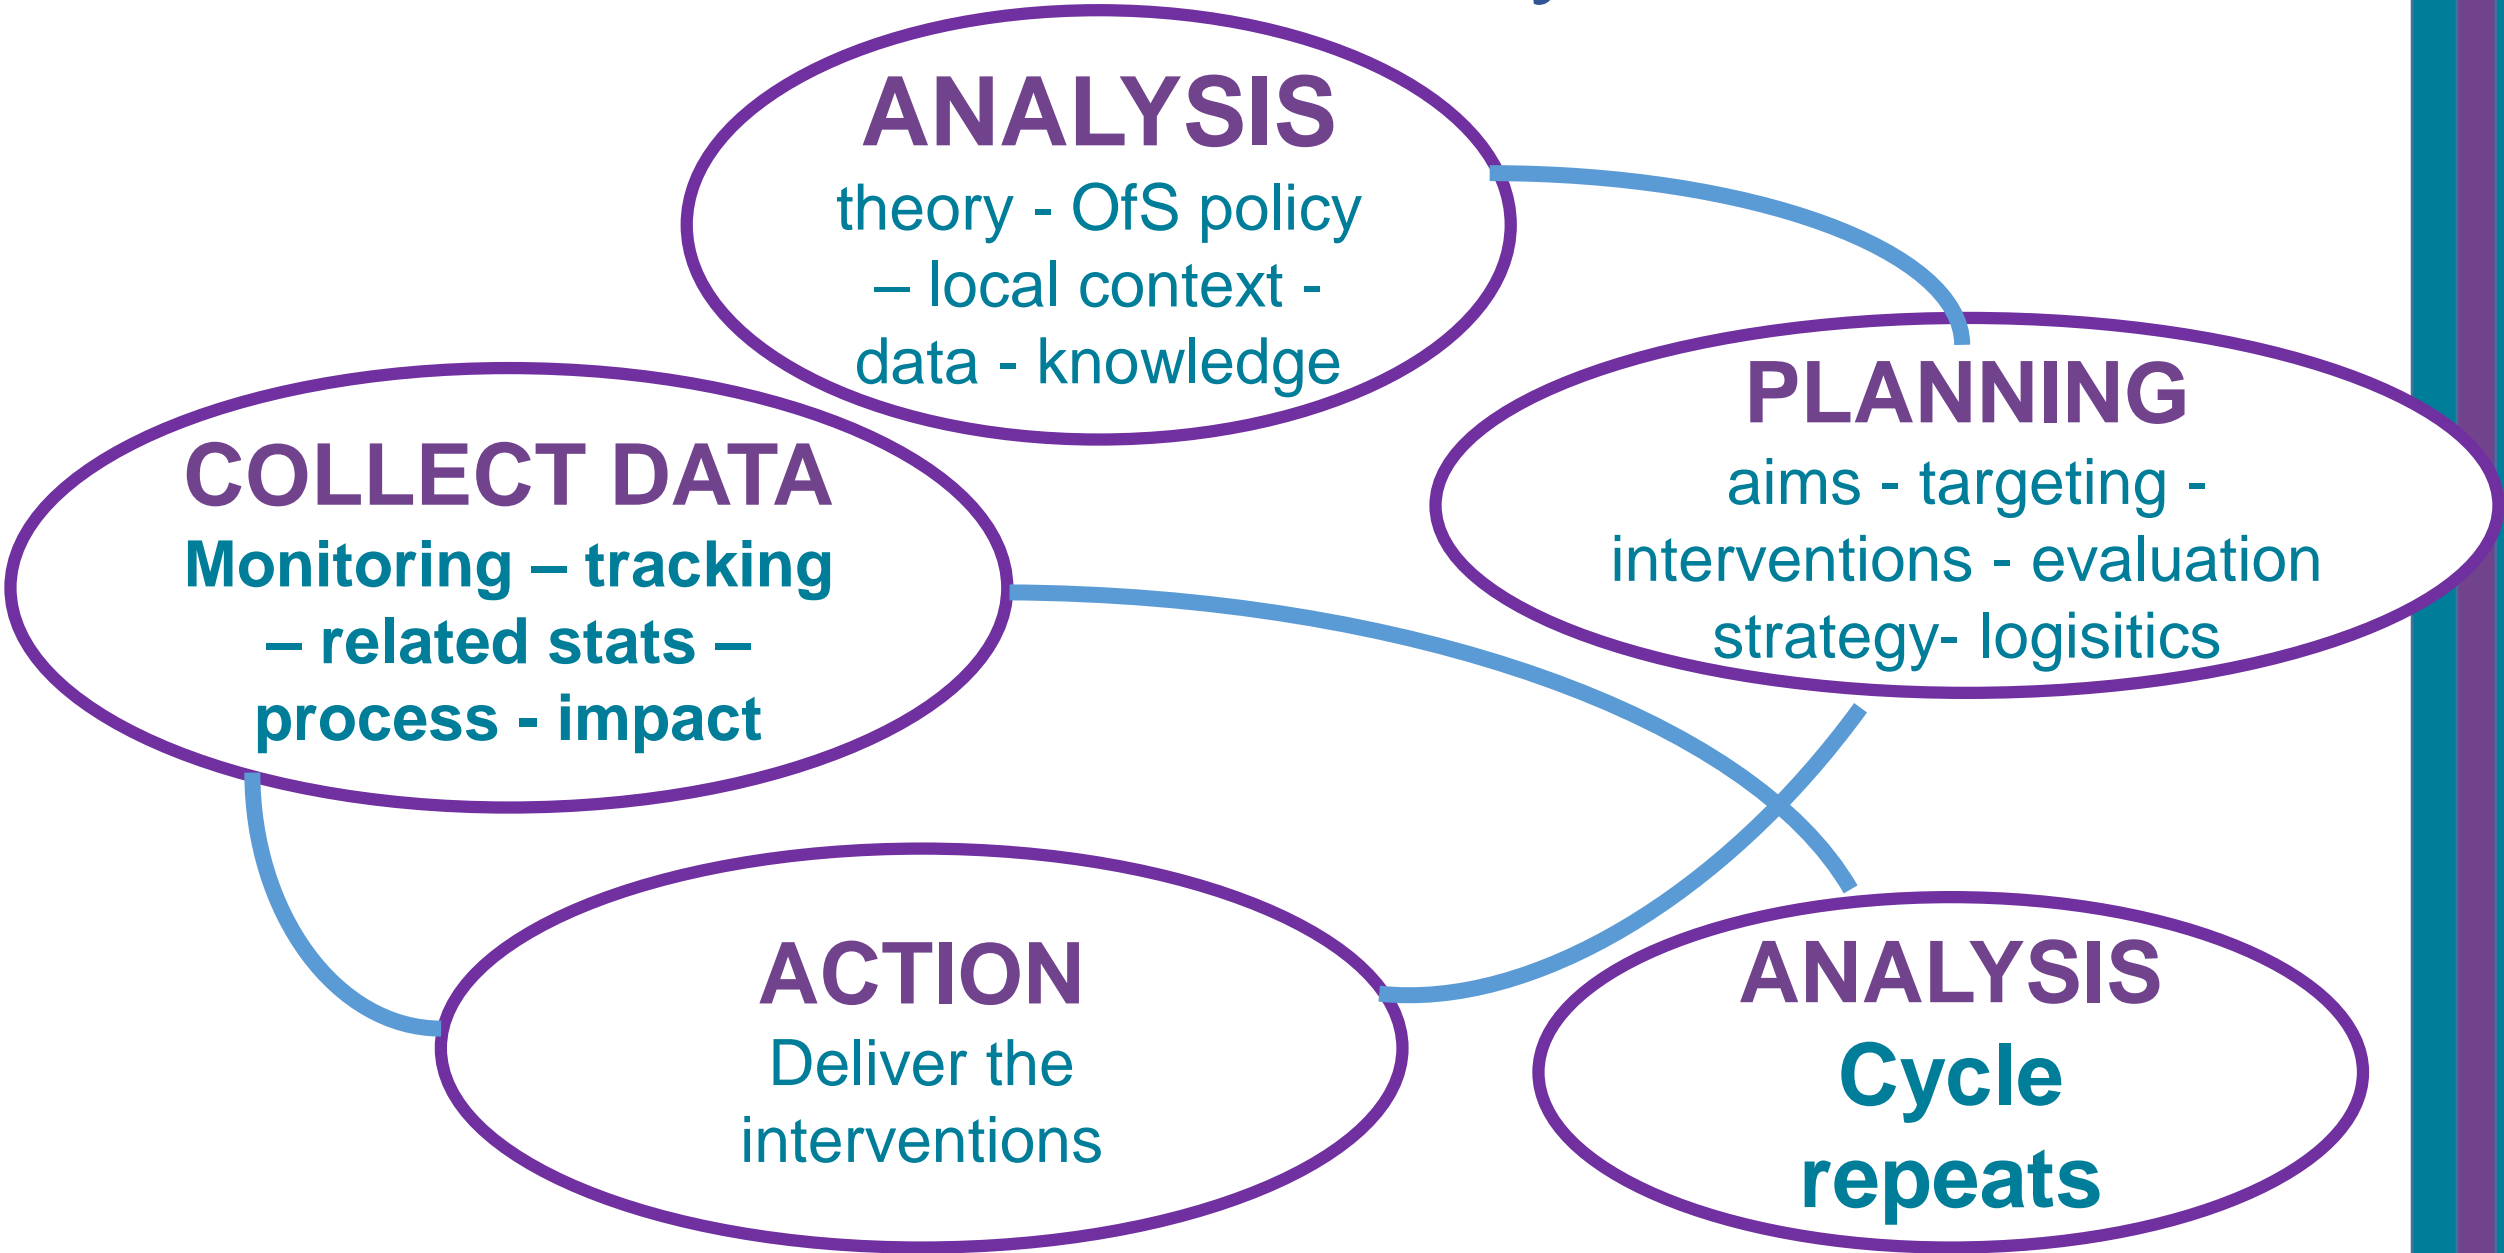 ANALYSIS
theory - OfS policy
– local context -
data - knowledge
PLANNING
aims - targeting -
interventions - evaluation
strategy- logisitics
COLLECT DATA
Monitoring – tracking
– related stats –
process - impact
ACTION
Deliver the
interventions
ANALYSIS
Cycle
repeats